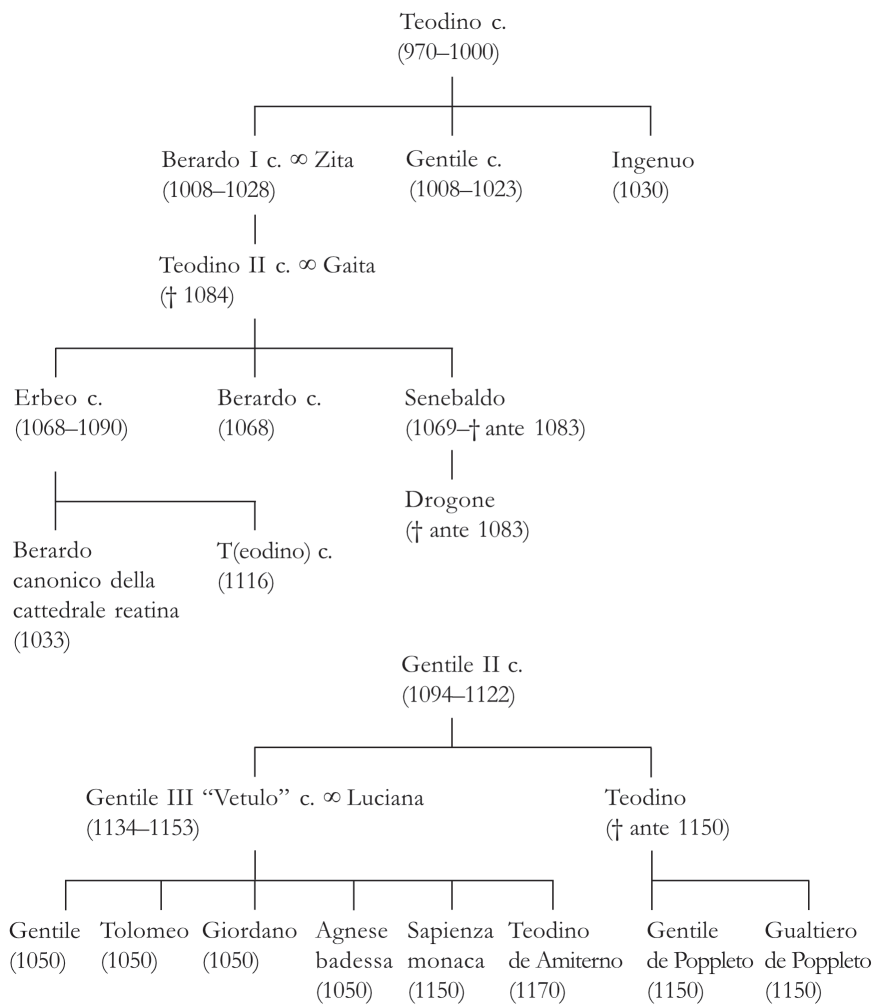 Teodino c.
(970–1000)
Berardo I c. ∞ Zita
(1008–1028)
Gentile c.
(1008–1023)
Ingenuo
(1030)
Teodino II c. ∞ Gaita
(† 1084)
Erbeo c.
(1068–1090)
Berardo c.
(1068)
Senebaldo
(1069–† ante 1083)
Drogone
(† ante 1083)
Berardo
canonico della
cattedrale reatina
(1033)
T(eodino) c.
(1116)
Gentile II c.
(1094–1122)
Gentile III “Vetulo” c. ∞ Luciana
(1134–1153)
Teodino
(† ante 1150)
Gentile
(1050)
Tolomeo
(1050)
Giordano
(1050)
Agnese
badessa
(1050)
Sapienza
monaca
(1150)
Teodino
de Amiterno
(1170)
Gentile
de Poppleto
(1150)
Gualtiero
de Poppleto
(1150)